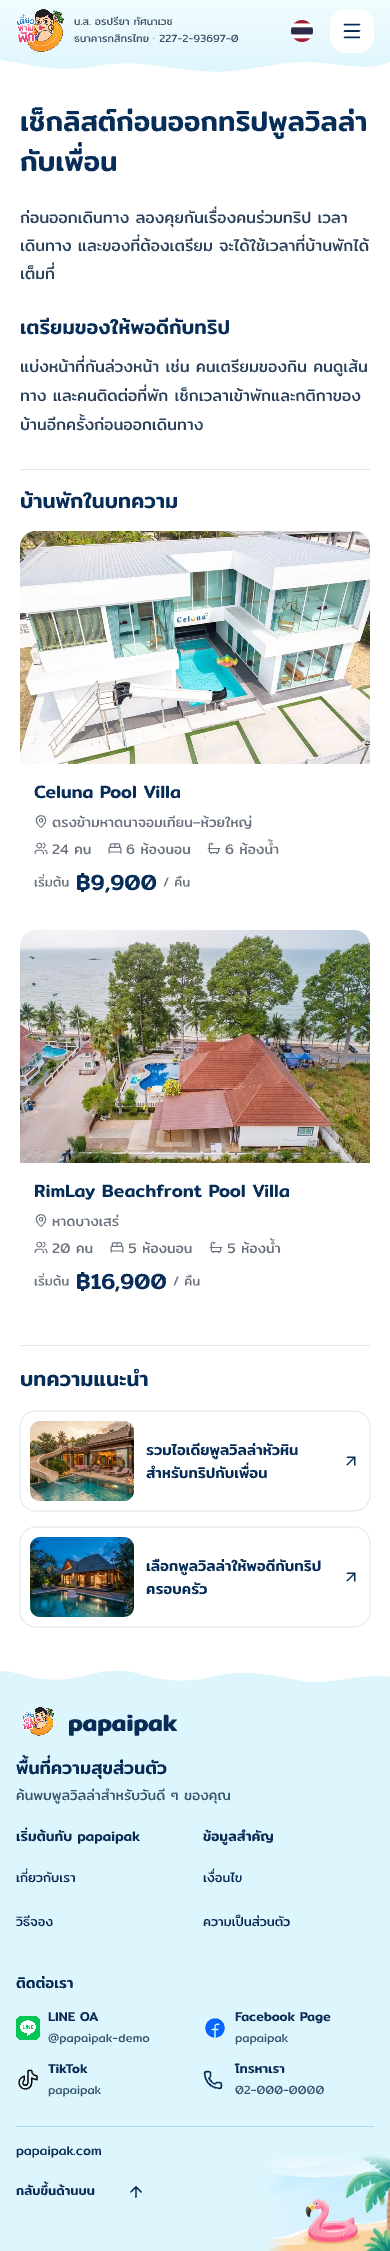 เที่ยว
พาไป
พัก
น.ส. อรปรียา ทัศนาเวช
ธนาคารกสิกรไทย · 227-2-93697-0
เช็กลิสต์ก่อนออกทริปพูลวิลล่า
กับเพื่อน
ก่อนออกเดินทาง ลองคุยกันเรื่องคนร่วมทริป เวลา
เดินทาง และของที่ต้องเตรียม จะได้ใช้เวลาที่บ้านพักได้
เต็มที่
เตรียมของให้พอดีกับทริป
แบ่งหน้าที่กันล่วงหน้า เช่น คนเตรียมของกิน คนดูเส้น
ทาง และคนติดต่อที่พัก เช็กเวลาเข้าพักและกติกาของ
บ้านอีกครั้งก่อนออกเดินทาง
บ้านพักในบทความ
Celuna
Celuna Pool Villa
ตรงข้ามหาดนาจอมเทียน–ห้วยใหญ่
24 คน 6 ห้องนอน 6 ห้องน้ำ
เริ่มต้น ฿9,900 / คืน
RimLay Beachfront Pool Villa
หาดบางเสร่
20 คน 5 ห้องนอน 5 ห้องน้ำ
เริ่มต้น ฿16,900 / คืน
บทความแนะนำ
รวมไอเดียพูลวิลล่าหัวหิน
สำหรับทริปกับเพื่อน
เลือกพูลวิลล่าให้พอดีกับทริป
ครอบครัว
papaipak
พื้นที่ความสุขส่วนตัว
ค้นพบพูลวิลล่าสำหรับวันดี ๆ ของคุณ
เริ่มต้นกับ papaipak ข้อมูลสำคัญ
เกี่ยวกับเรา เงื่อนไข
วิธีจอง ความเป็นส่วนตัว
ติดต่อเรา
LINE OA Facebook Page
@papaipak-demo papaipak
TikTok โทรหาเรา
papaipak 02-000-0000
papaipak.com
กลับขึ้นด้านบน